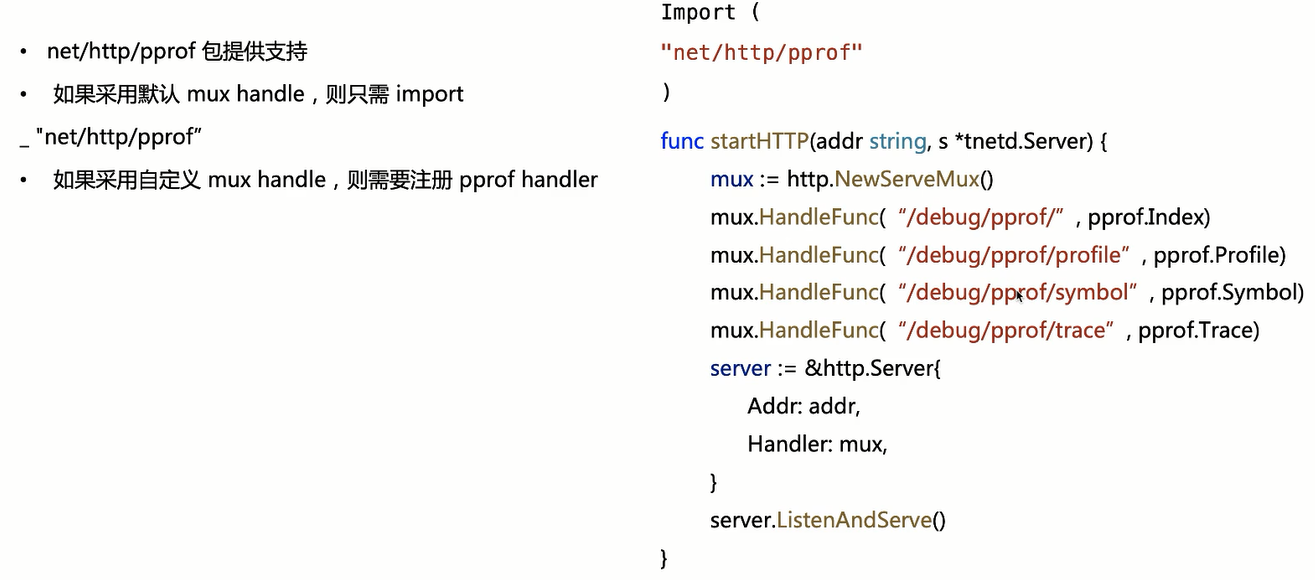 • net/http/pprof 包提供支持
• 如果采用默认 mux handle，则只需 import
_ "net/http/pprof”
• 如果采用自定义 mux handle，则需要注册 pprof handler
Import (
"net/http/pprof"
)
func startHTTP(addr string, s *tnetd.Server) {
mux := http.NewServeMux()
mux.HandleFunc( “/debug/pprof/” , pprof.Index)
mux.HandleFunc( “/debug/pprof/profile” , pprof.Profile)
mux.HandleFunc( “/debug/pprof/symbol” , pprof.Symbol)
mux.HandleFunc( “/debug/pprof/trace” , pprof.Trace)
server := &http.Server{
Addr: addr,
Handler: mux,
}
server.ListenAndServe()
}